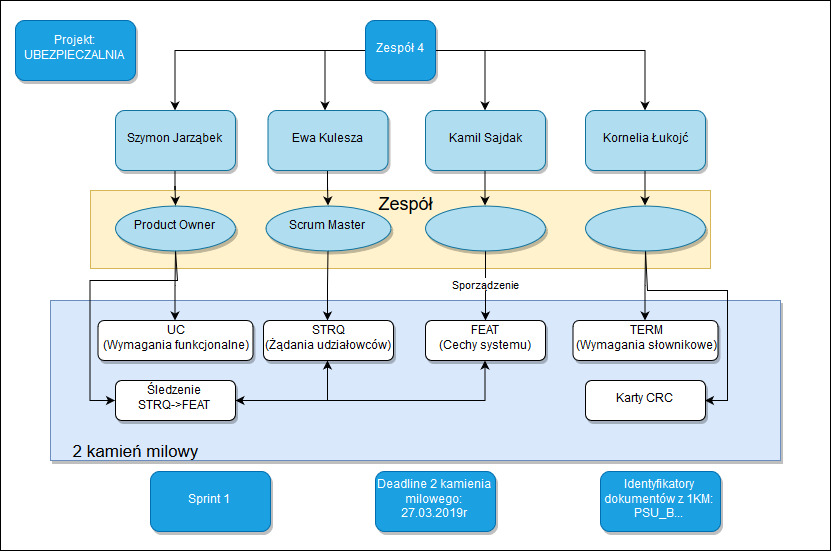 Projekt:
UBEZPIECZALNIA
Zespół 4
Szymon Jarząbek
Ewa Kulesza
Kamil Sajdak
Kornelia Łukojć
Zespół
Product Owner
Scrum Master
Sporządzenie
UC
(Wymagania funkcjonalne)
STRQ
(Żądania udziałowców)
FEAT
(Cechy systemu)
TERM
(Wymagania słownikowe)
Śledzenie
STRQ->FEAT
Karty CRC
2 kamień milowy
Sprint 1
Deadline 2 kamienia
milowego:
27.03.2019r
Identyfikatory
dokumentów z 1KM:
PSU_B...